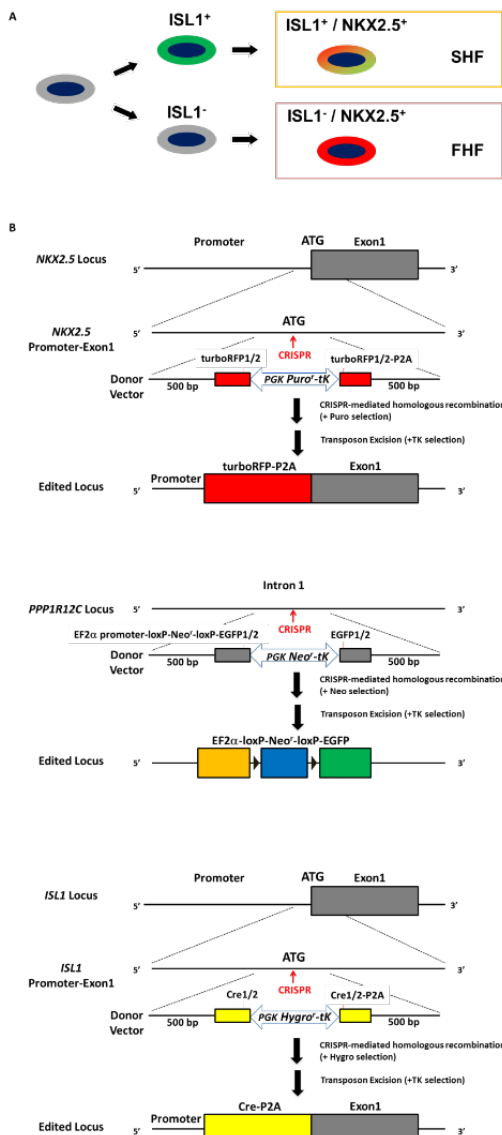 A
ISL1⁺
ISL1⁺ / NKX2.5⁺
SHF
ISL1⁻
ISL1⁻ / NKX2.5⁺
FHF
B
Promoter
ATG
Exon1
NKX2.5 Locus
5’
3’
NKX2.5
Promoter-Exon1
ATG
5’
3’
CRISPR
turboRFP1/2
turboRFP1/2-P2A
Donor
Vector
500 bp
PGK Puroʳ-tK
500 bp
CRISPR-mediated homologous recombination
(+ Puro selection)
Transposon Excision (+TK selection)
turboRFP-P2A
Promoter
Exon1
Edited Locus
5’
3’
Intron 1
PPP1R12C Locus
5’
3’
CRISPR
EF2α promoter-loxP-Neoʳ-loxP-EGFP1/2
EGFP1/2
Donor
Vector
500 bp
PGK Neoʳ-tK
500 bp
CRISPR-mediated homologous recombination
(+ Neo selection)
Transposon Excision (+TK selection)
EF2α-loxP-Neoʳ-loxP-EGFP
Edited Locus
5’
3’
Promoter
ATG
Exon1
ISL1 Locus
5’
3’
ISL1
Promoter-Exon1
ATG
5’
3’
CRISPR
Cre1/2
Cre1/2-P2A
Donor
Vector
500 bp
PGK Hygroʳ-tK
500 bp
CRISPR-mediated homologous recombination
(+ Hygro selection)
Transposon Excision (+TK selection)
Cre-P2A
Promoter
Exon1
Edited Locus
5’
3’